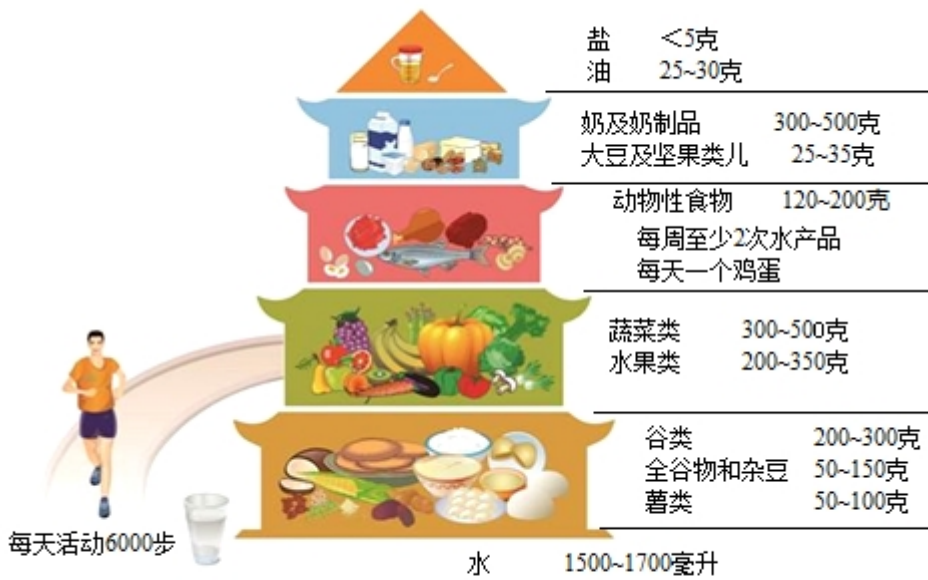 盐 <5克
油 25~30克
奶及奶制品 300~500克
大豆及坚果类儿 25~35克
动物性食物 120~200克
每周至少2次水产品
每天一个鸡蛋
蔬菜类 300~500克
水果类 200~350克
谷类 200~300克
全谷物和杂豆 50~150克
薯类 50~100克
每天活动6000步
水 1500~1700毫升